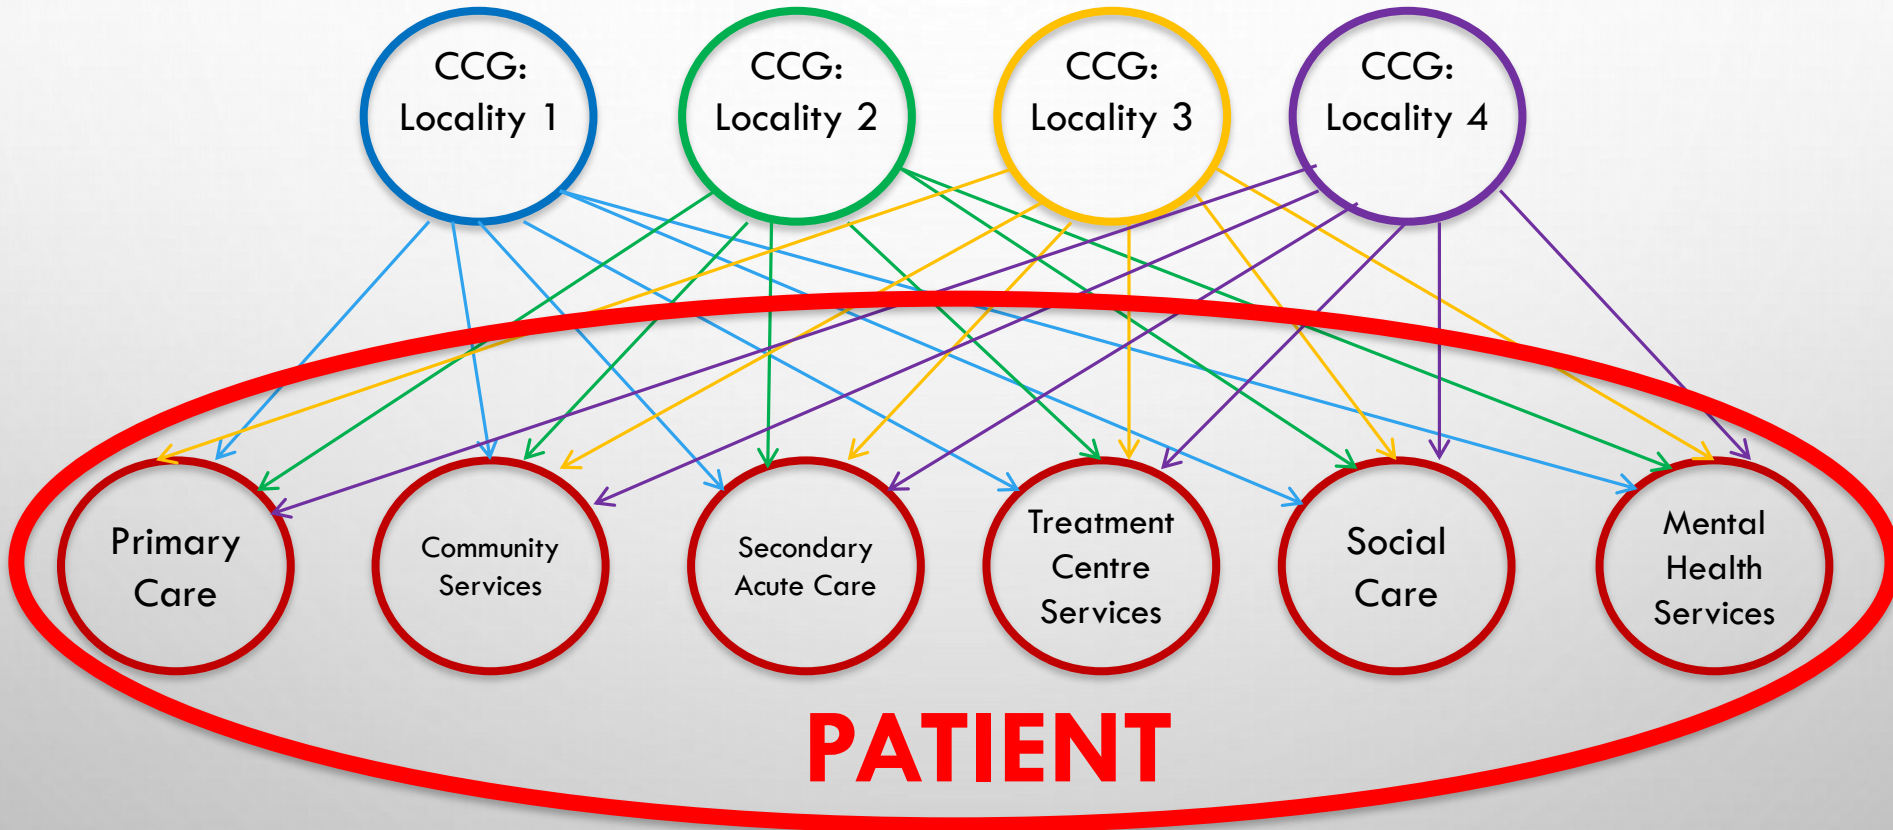 CCG:
Locality 1
CCG:
Locality 2
CCG:
Locality 3
CCG:
Locality 4
Primary
Care
Community
Services
Secondary
Acute Care
Treatment
Centre
Services
Social
Care
Mental
Health
Services
PATIENT